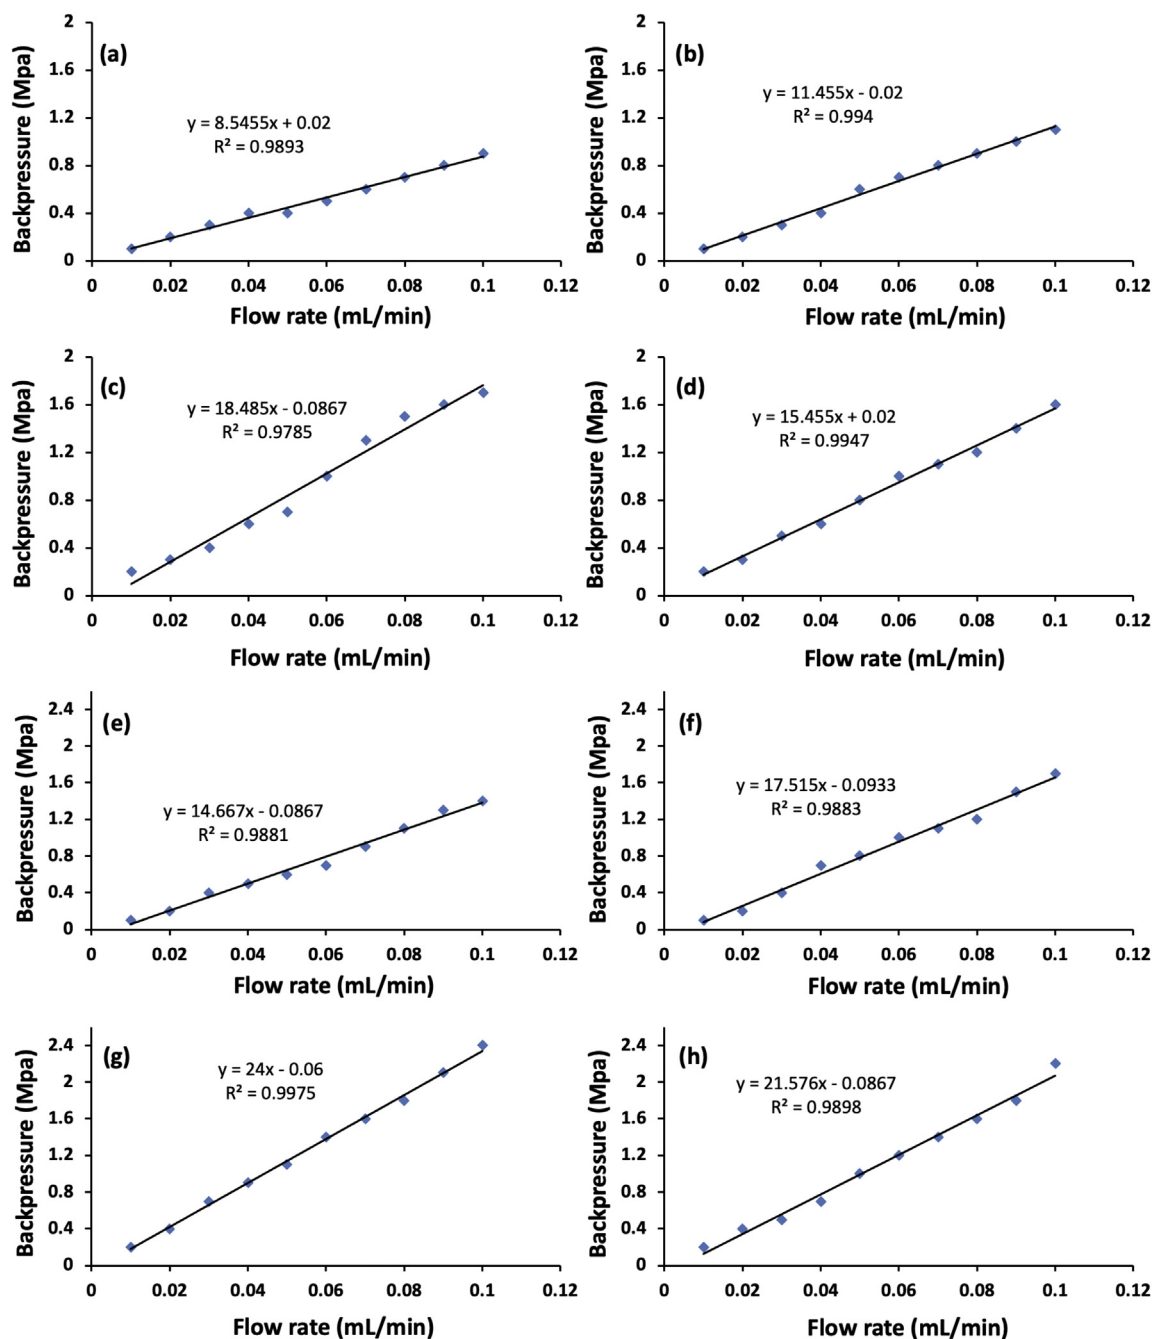 (a)
y = 8.5455x + 0.02
R² = 0.9893
Backpressure (Mpa)
2
1.6
1.2
0.8
0.4
0
0 0.02 0.04 0.06 0.08 0.1 0.12
Flow rate (mL/min)
(b)
y = 11.455x - 0.02
R² = 0.994
Backpressure (Mpa)
2
1.6
1.2
0.8
0.4
0
0 0.02 0.04 0.06 0.08 0.1 0.12
Flow rate (mL/min)
(c)
y = 18.485x - 0.0867
R² = 0.9785
Backpressure (Mpa)
2
1.6
1.2
0.8
0.4
0
0 0.02 0.04 0.06 0.08 0.1 0.12
Flow rate (mL/min)
(d)
y = 15.455x + 0.02
R² = 0.9947
Backpressure (Mpa)
2
1.6
1.2
0.8
0.4
0
0 0.02 0.04 0.06 0.08 0.1 0.12
Flow rate (mL/min)
(e)
y = 14.667x - 0.0867
R² = 0.9881
Backpressure (Mpa)
2.4
2
1.6
1.2
0.8
0.4
0
0 0.02 0.04 0.06 0.08 0.1 0.12
Flow rate (mL/min)
(f)
y = 17.515x - 0.0933
R² = 0.9883
Backpressure (Mpa)
2.4
2
1.6
1.2
0.8
0.4
0
0 0.02 0.04 0.06 0.08 0.1 0.12
Flow rate (mL/min)
(g)
y = 24x - 0.06
R² = 0.9975
Backpressure (Mpa)
2.4
2
1.6
1.2
0.8
0.4
0
0 0.02 0.04 0.06 0.08 0.1 0.12
Flow rate (mL/min)
(h)
y = 21.576x - 0.0867
R² = 0.9898
Backpressure (Mpa)
2.4
2
1.6
1.2
0.8
0.4
0
0 0.02 0.04 0.06 0.08 0.1 0.12
Flow rate (mL/min)